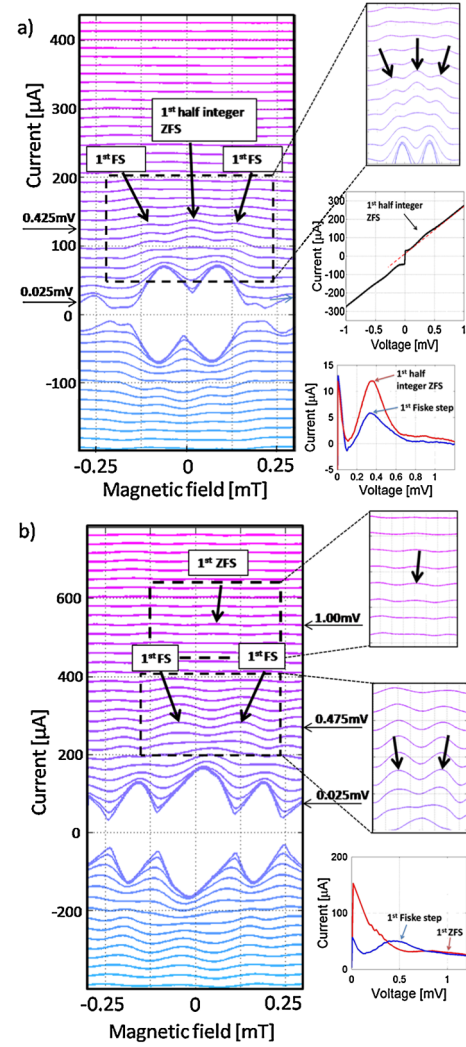 a)
Current [µA]
400
300
200
100
0
-100
0.425mV
0.025mV
1st half integer
ZFS
1st FS
1st FS
-0.25
0
0.25
Magnetic field [mT]
Current [µA]
300
200
100
0
-100
-200
-300
1st half integer
ZFS
-1
-0.5
0
0.5
1
Voltage [mV]
Current [µA]
15
10
5
0
-5
1st half
integer ZFS
1st Fiske step
0
0.2
0.4
0.6
0.8
1
Voltage [mV]
b)
Current [µA]
600
400
200
0
-200
1st ZFS
1st FS
1st FS
1.00mV
0.475mV
0.025mV
-0.25
0
0.25
Magnetic field [mT]
Current [µA]
200
100
0
1st Fiske step
1st ZFS
0
0.5
1
Voltage [mV]